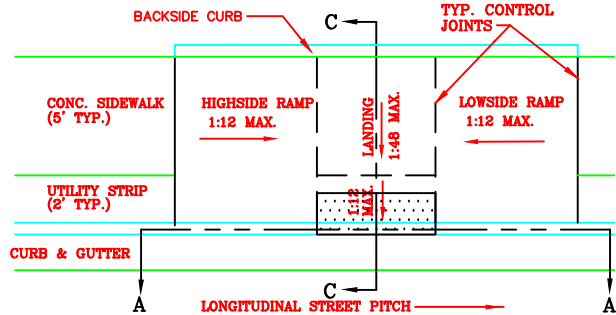 BACKSIDE CURB
C
TYP. CONTROL
JOINTS
CONC. SIDEWALK
(5' TYP.)
HIGHSIDE RAMP
1:12 MAX.
LANDING
1:48 MAX.
LOWSIDE RAMP
1:12 MAX.
UTILITY STRIP
(2' TYP.)
1:12
MAX.
CURB & GUTTER
A
C
A
LONGITUDINAL STREET PITCH